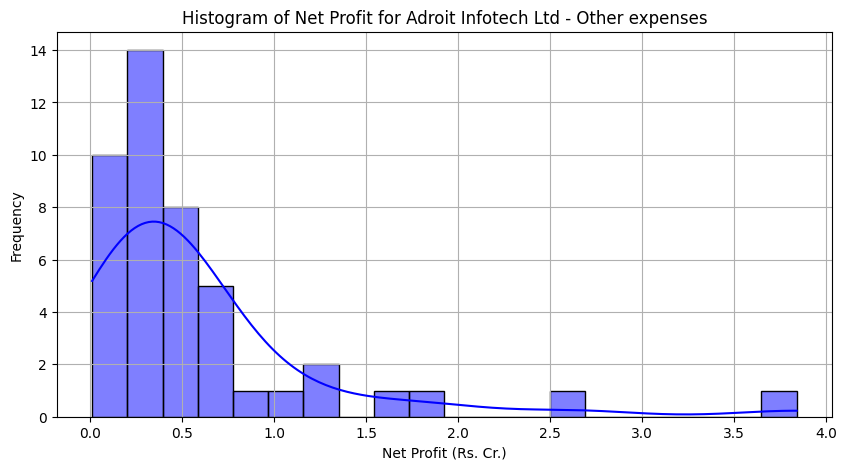 Histogram of Net Profit for Adroit Infotech Ltd - Other expenses
14
12
10
8
6
4
2
0
Frequency
0.0 0.5 1.0 1.5 2.0 2.5 3.0 3.5 4.0
Net Profit (Rs. Cr.)